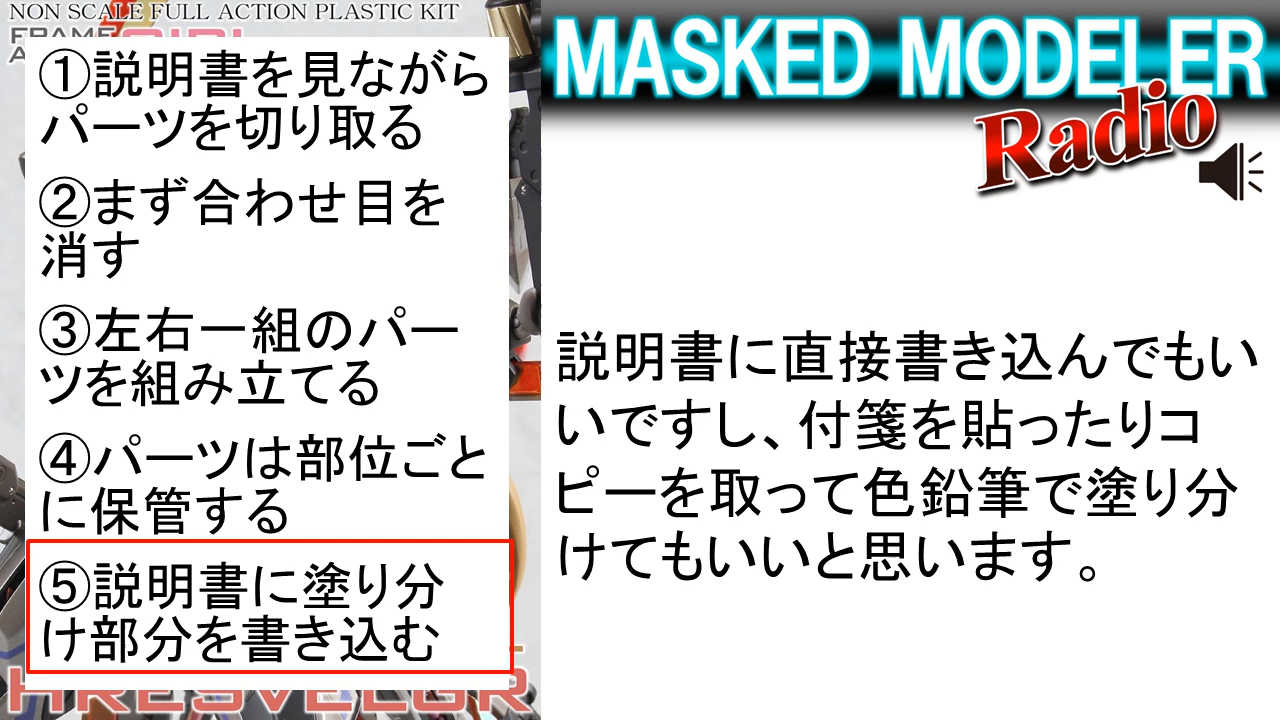 NON SCALE FULL ACTION PLASTIC KIT
FRAME
①説明書を見ながら
パーツを切り取る
②まず合わせ目を
消す
③左右一組のパー
ツを組み立てる
④パーツは部位ごと
に保管する
⑤説明書に塗り分
け部分を書き込む
HRESVELGR
MASKED MODELER
Radio
説明書に直接書き込んでもい
いですし、付箋を貼ったりコ
ピーを取って色鉛筆で塗り分
けてもいいと思います。